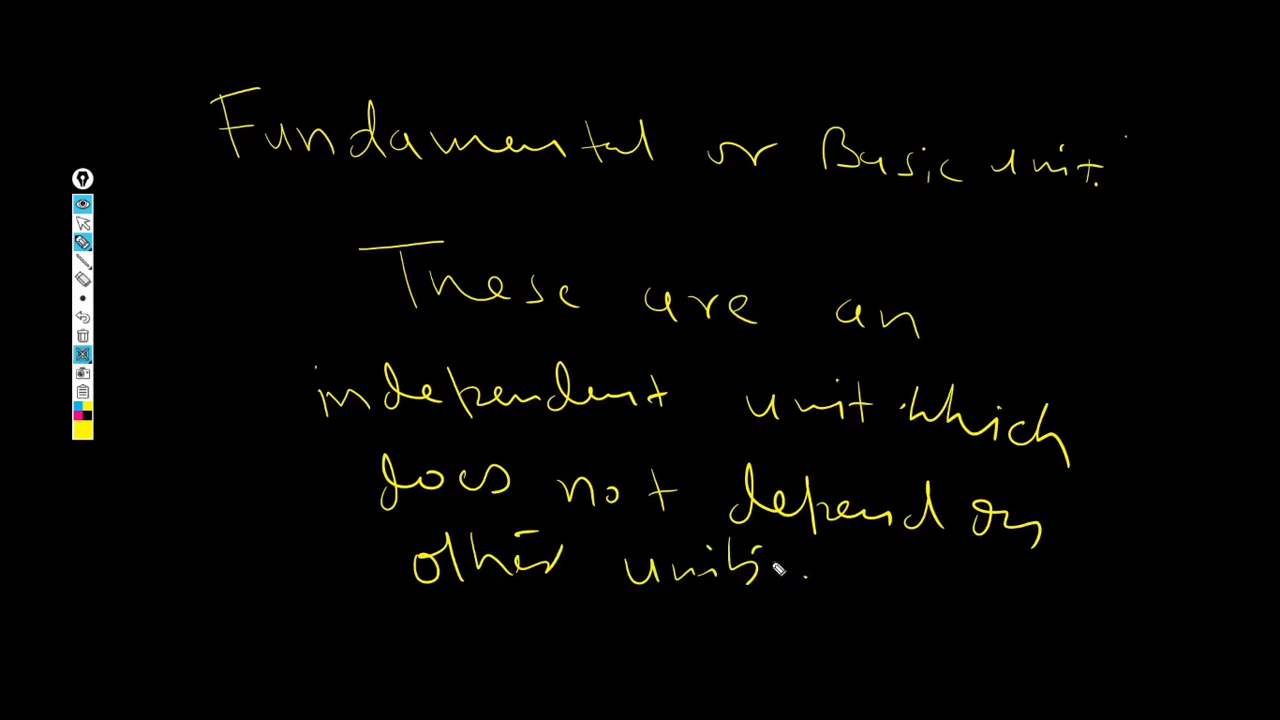 Fundamental or Basic unit.
These are an
independent unit which
does not depend on
other units.